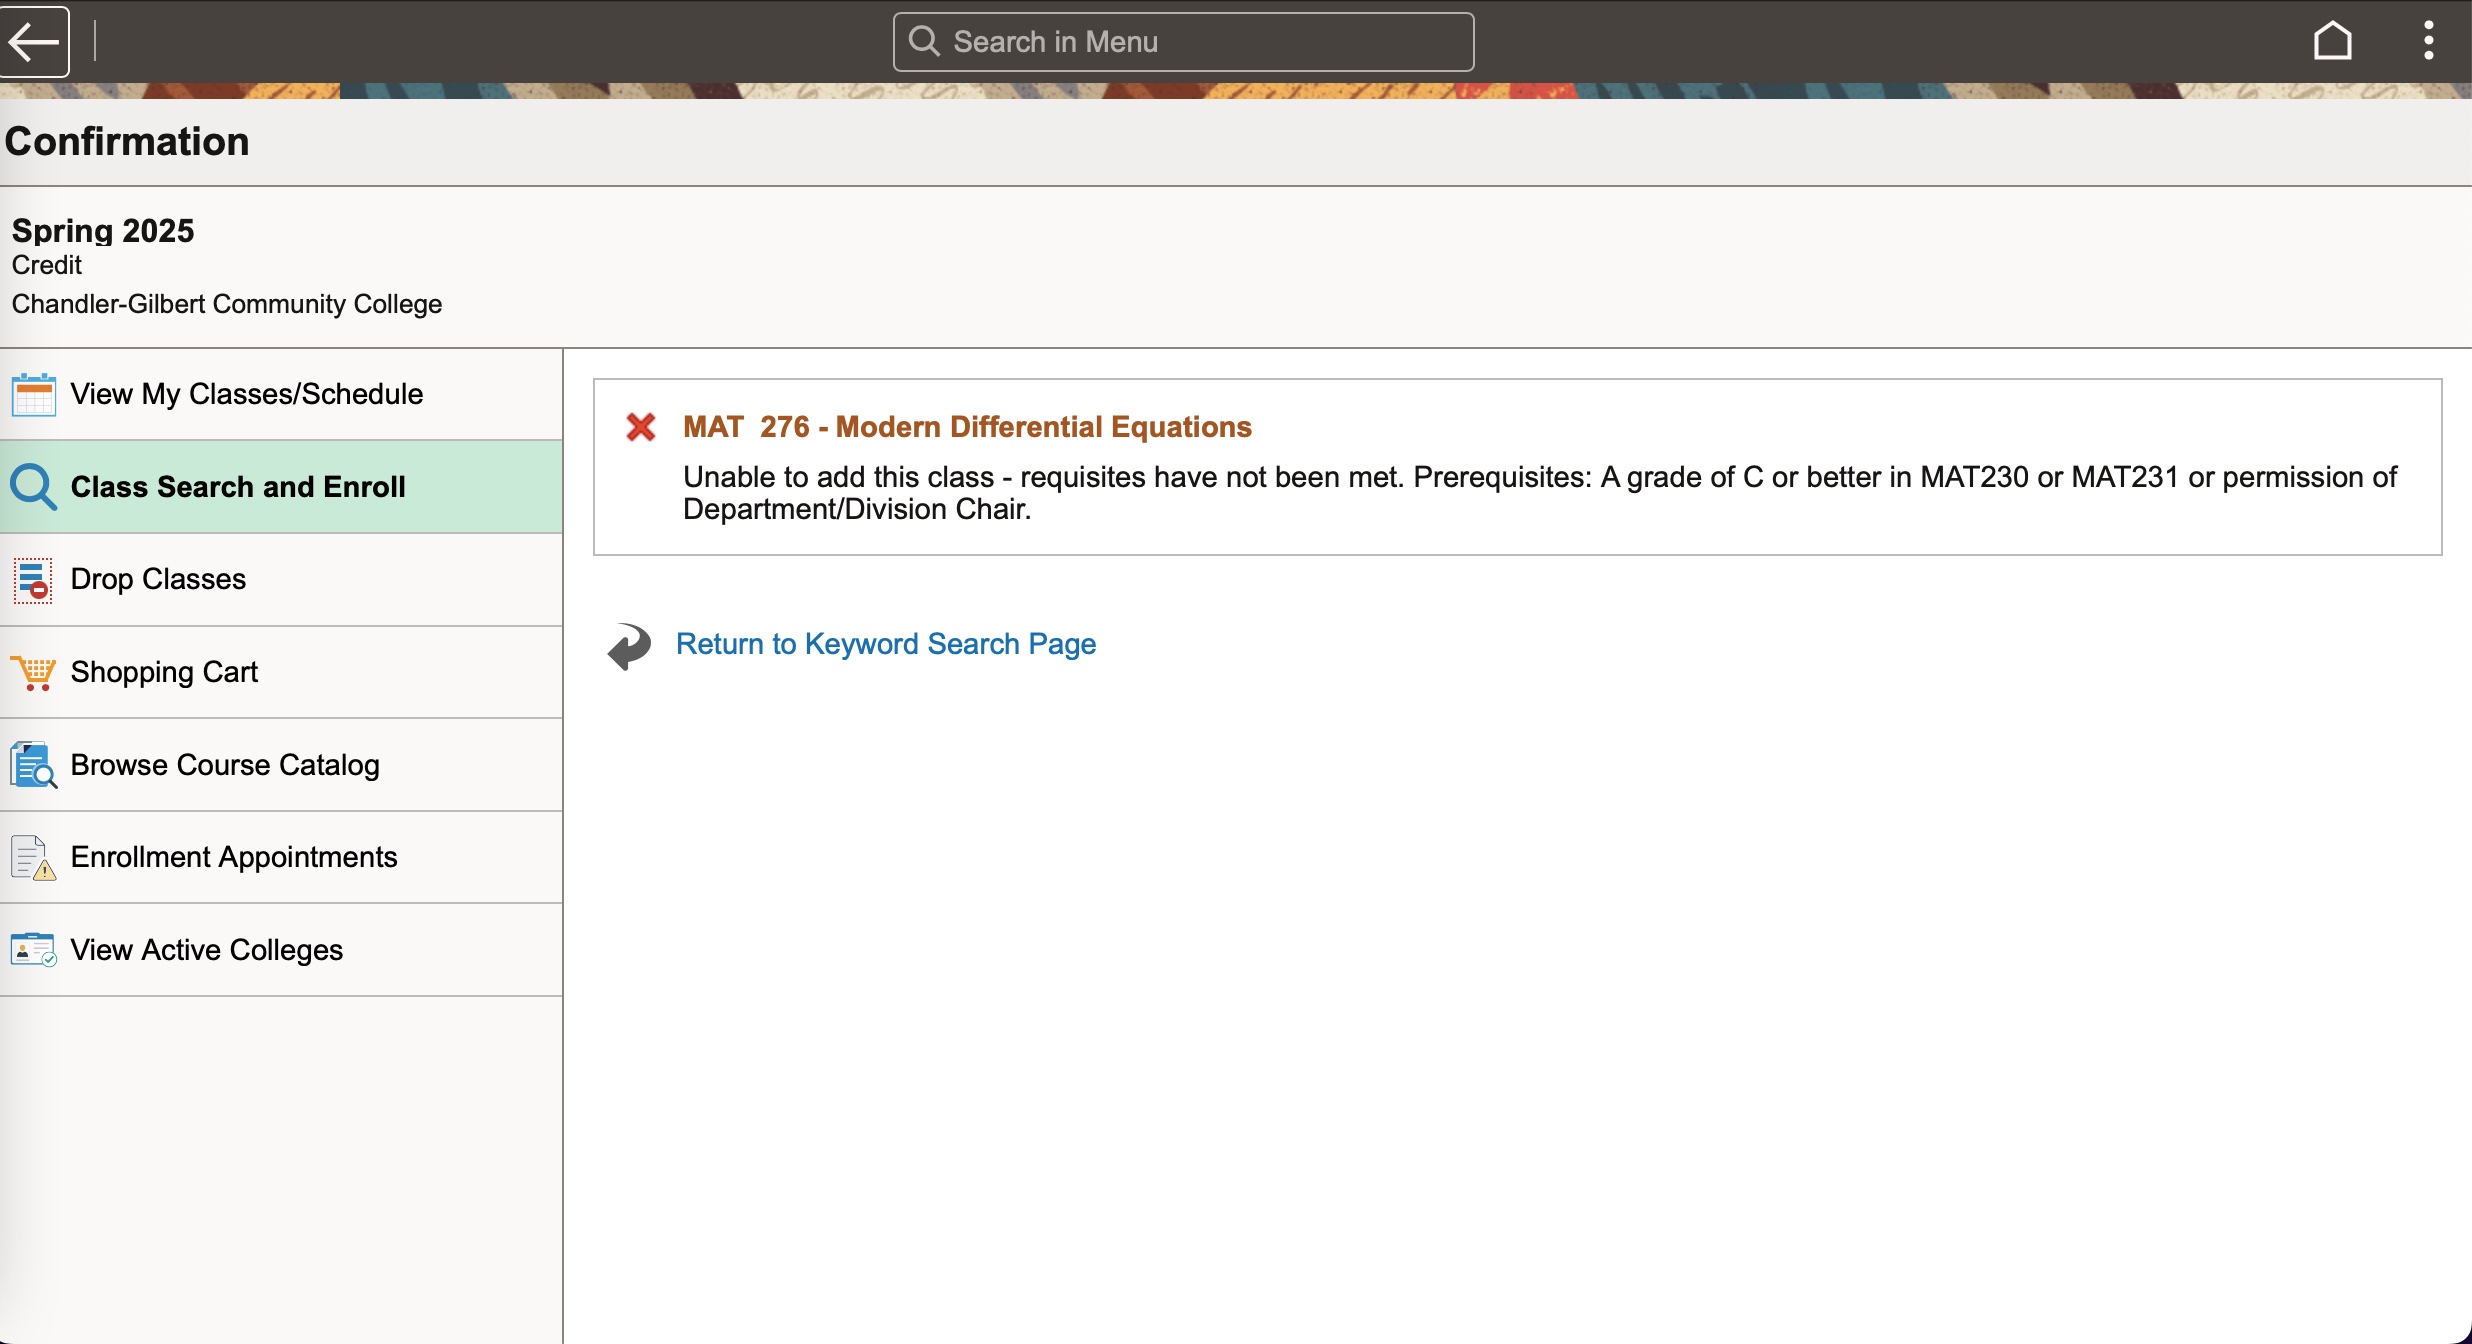 Search in Menu
Confirmation
Spring 2025
Credit
Chandler-Gilbert Community College
View My Classes/Schedule
Class Search and Enroll
Drop Classes
Shopping Cart
Browse Course Catalog
Enrollment Appointments
View Active Colleges
MAT  276 - Modern Differential Equations
Unable to add this class - requisites have not been met. Prerequisites: A grade of C or better in MAT230 or MAT231 or permission of
Department/Division Chair.
Return to Keyword Search Page